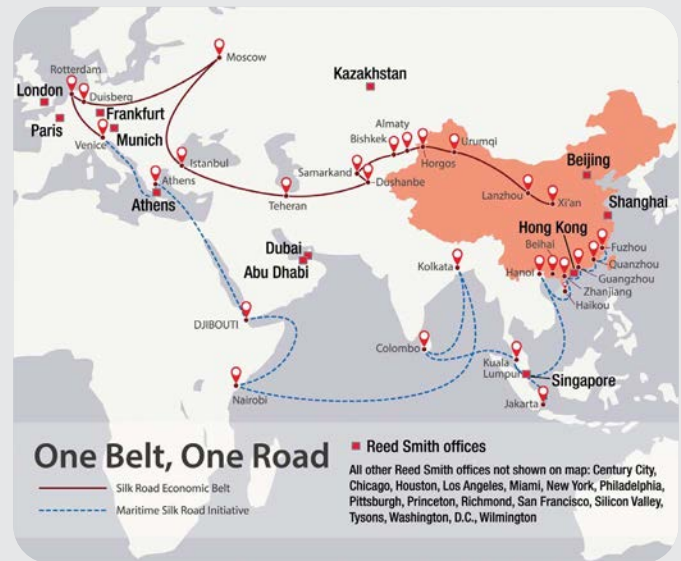 Moscow
Rotterdam
London
Duisberg
Kazakhstan
Frankfurt
Paris
Munich
Venice
Almaty
Bishkek
Urumqi
Horgos
Istanbul
Beijing
Samarkand
Dushanbe
Athens
Athens
Teheran
Lanzhou
Xi'an
Shanghai
Hong Kong
Dubai
Abu Dhabi
Kolkata
Beihai
Hanoi
Fuzhou
Quanzhou
Guangzhou
Zhanjiang
Haikou
DJIBOUTI
Colombo
Kuala
Lumpur
Singapore
Nairobi
Jakarta
One Belt, One Road
Silk Road Economic Belt
Maritime Silk Road Initiative
Reed Smith offices
All other Reed Smith offices not shown on map: Century City,
Chicago, Houston, Los Angeles, Miami, New York, Philadelphia,
Pittsburgh, Princeton, Richmond, San Francisco, Silicon Valley,
Tysons, Washington, D.C., Wilmington